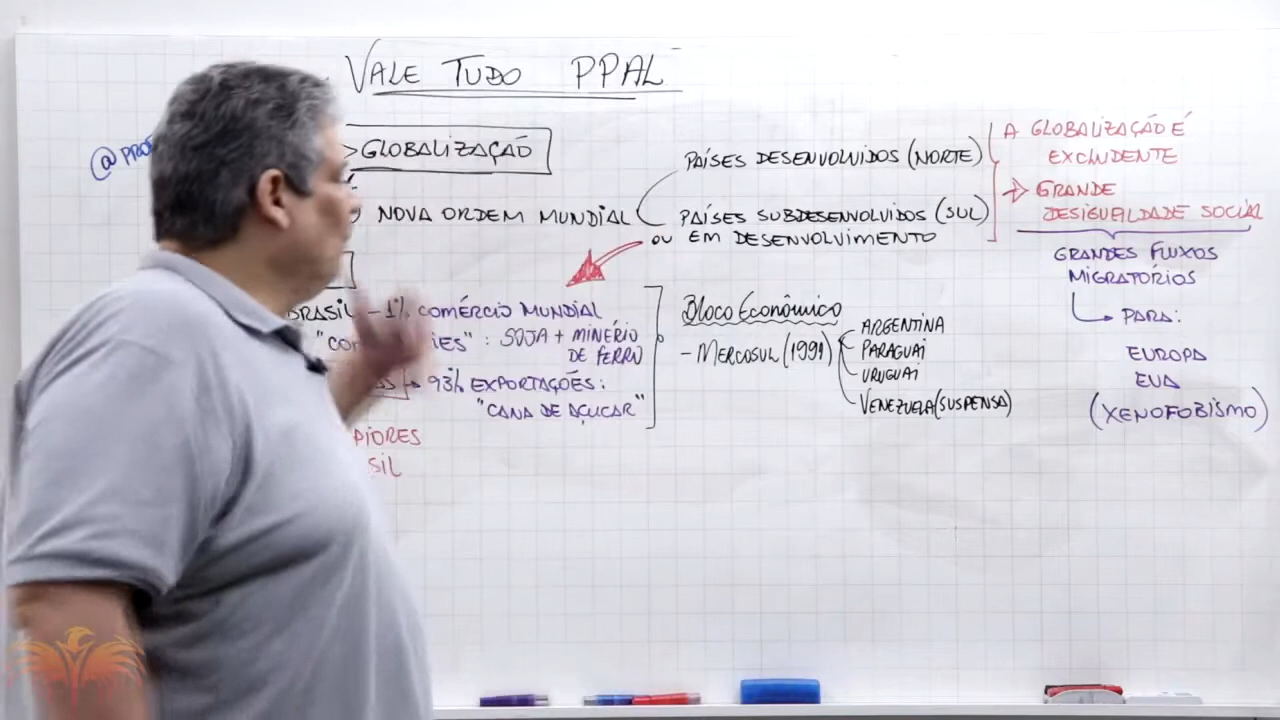 VALE TUDO PPAL
@PROF
> GLOBALIZAÇÃO
NOVA ORDEM MUNDIAL
PAÍSES DESENVOLVIDOS (NORTE)
PAÍSES SUBDESENVOLVIDOS (SUL)
OU EM DESENVOLVIMENTO
A GLOBALIZAÇÃO É
EXCLUDENTE
→ GRANDE
DESIGUALDADE SOCIAL
GRANDES FLUXOS
MIGRATÓRIOS
PARA:
EUROPA
EUA
(XENOFOBISMO)
BRASIL - 1% COMÉRCIO MUNDIAL
: SOJA + MINÉRIO
DE FERRO
→ 93% EXPORTAÇÕES:
"CANA DE AÇUCAR"
PIORES
SIL
Bloco Econômico
- MERCOSUL (1991)
ARGENTINA
PARAGUAI
URUGUAI
VENEZUELA (SUSPENSA)